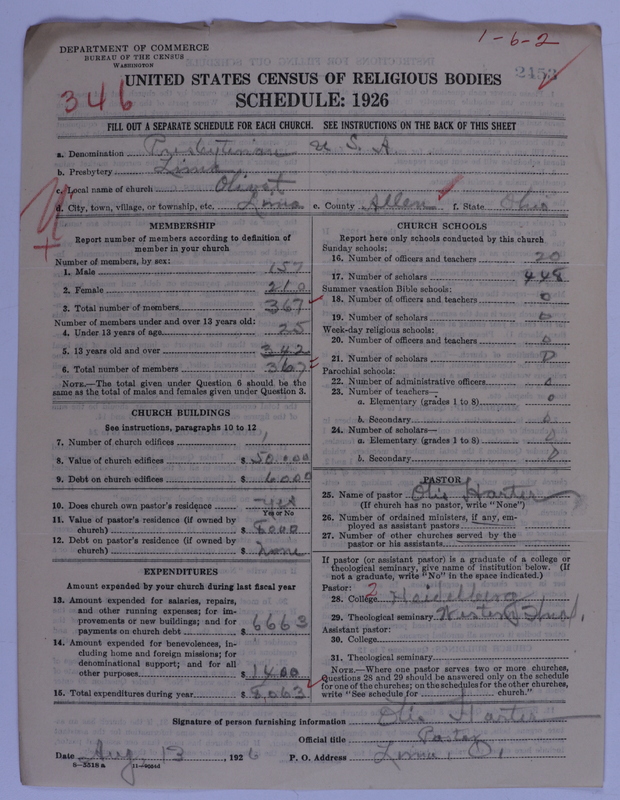 1-6-2
DEPARTMENT OF COMMERCE
BUREAU OF THE CENSUS
WASHINGTON
2453
UNITED STATES CENSUS OF RELIGIOUS BODIES
346
SCHEDULE: 1926
FILL OUT A SEPARATE SCHEDULE FOR EACH CHURCH. SEE INSTRUCTIONS ON THE BACK OF THIS SHEET
a. Denomination Presbyterian U. S. A.
b. Presbytery Lima
c. Local name of church Olivet
d. City, town, village, or township, etc. Lima e. County Allen f. State Ohio
MEMBERSHIP
Report number of members according to definition of
member in your church
Number of members, by sex:
1. Male 157
2. Female 210
3. Total number of members 367
Number of members under and over 13 years old:
4. Under 13 years of age 25
5. 13 years old and over 342
6. Total number of members 367
NOTE.—The total given under Question 6 should be the
same as the total of males and females given under Question 3.
CHURCH BUILDINGS
See instructions, paragraphs 10 to 12
7. Number of church edifices 1
8. Value of church edifices $ 50,000
9. Debt on church edifices $ 6000
10. Does church own pastor's residence yes
Yes or No
11. Value of pastor's residence (if owned by
church) $ 8000
12. Debt on pastor's residence (if owned by
church) $ None
EXPENDITURES
Amount expended by your church during last fiscal year
13. Amount expended for salaries, repairs,
and other running expenses; for im-
provements or new buildings; and for
payments on church debt $ 6663
14. Amount expended for benevolences, in-
cluding home and foreign missions; for
denominational support; and for all
other purposes $ 1400
15. Total expenditures during year $ 8,063
CHURCH SCHOOLS
Report here only schools conducted by this church
Sunday schools:
16. Number of officers and teachers 20
17. Number of scholars 448
Summer vacation Bible schools:
18. Number of officers and teachers 0
19. Number of scholars 0
Week-day religious schools:
20. Number of officers and teachers 0
21. Number of scholars 0
Parochial schools:
22. Number of administrative officers 0
23. Number of teachers—
a. Elementary (grades 1 to 8) 0
b. Secondary 0
24. Number of scholars—
a. Elementary (grades 1 to 8) 0
b. Secondary 0
PASTOR
25. Name of pastor Otis Harter
(If church has no pastor, write "None")
26. Number of ordained ministers, if any, em-
ployed as assistant pastors
27. Number of other churches served by the
pastor or his assistants
If pastor (or assistant pastor) is a graduate of a college or
theological seminary, give name of institution below. (If
not a graduate, write "No" in the space indicated.)
Pastor: 2
28. College Heidelberg
29. Theological seminary Western
Assistant pastor:
30. College
31. Theological seminary
NOTE.—Where one pastor serves two or more churches,
Questions 28 and 29 should be answered only on the schedule
for one of the churches; on the schedules for the other churches,
write "See schedule for church."
Signature of person furnishing information Otis Harter
Official title Pastor
Date Aug. 13, 1926 P. O. Address Lima, O.
8—5518 a